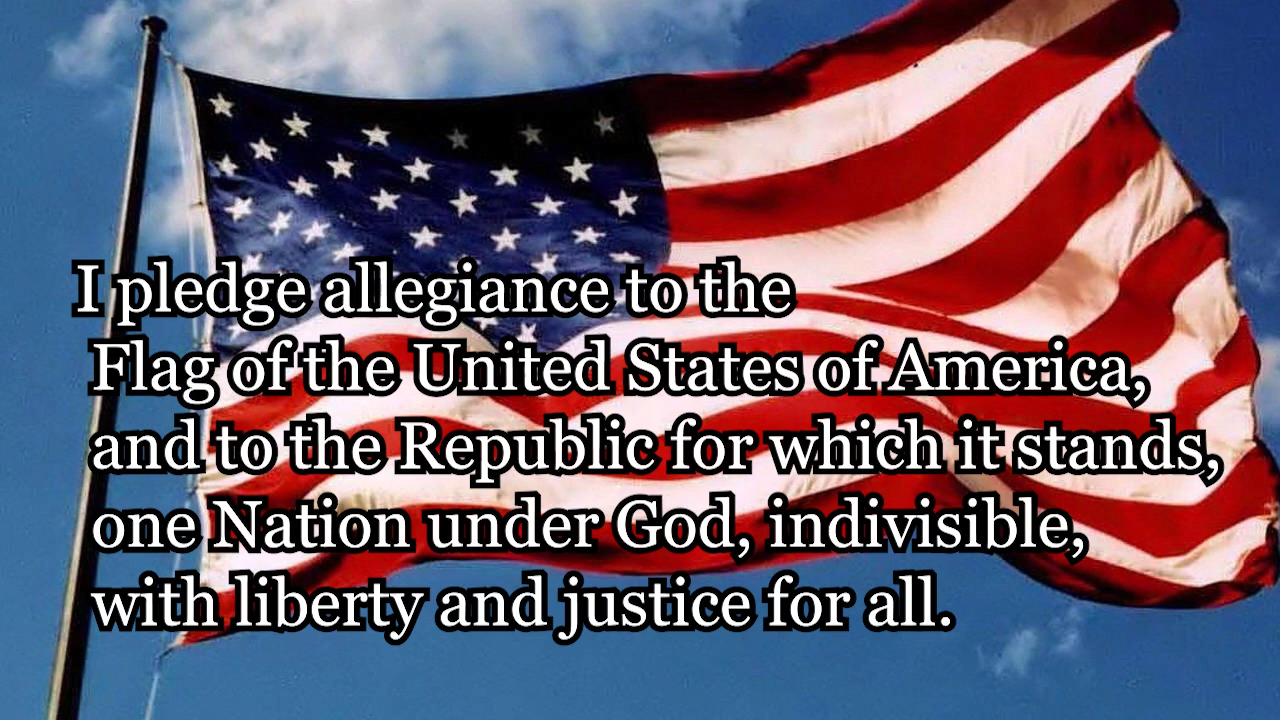 I pledge allegiance to the
Flag of the United States of America,
and to the Republic for which it stands,
one Nation under God, indivisible,
with liberty and justice for all.